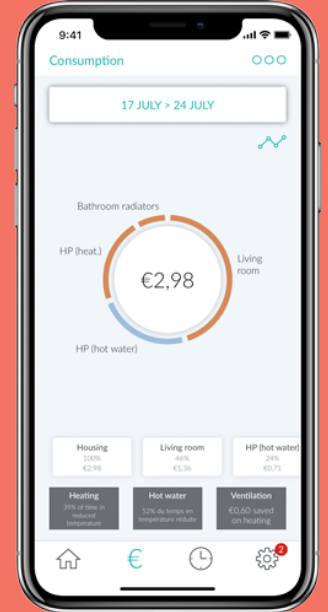 9:41
Consumption
17 JULY > 24 JULY
Bathroom radiators
HP (heat.)
Living
room
€2,98
HP (hot water)
Housing
100%
€2,98
Living room
46%
€1,36
HP (hot water)
24%
€0,71
Heating
39% of time in
reduced
temperature
Hot water
52% du temps en
température réduite
Ventilation
€0,60 saved
on heating
€
2